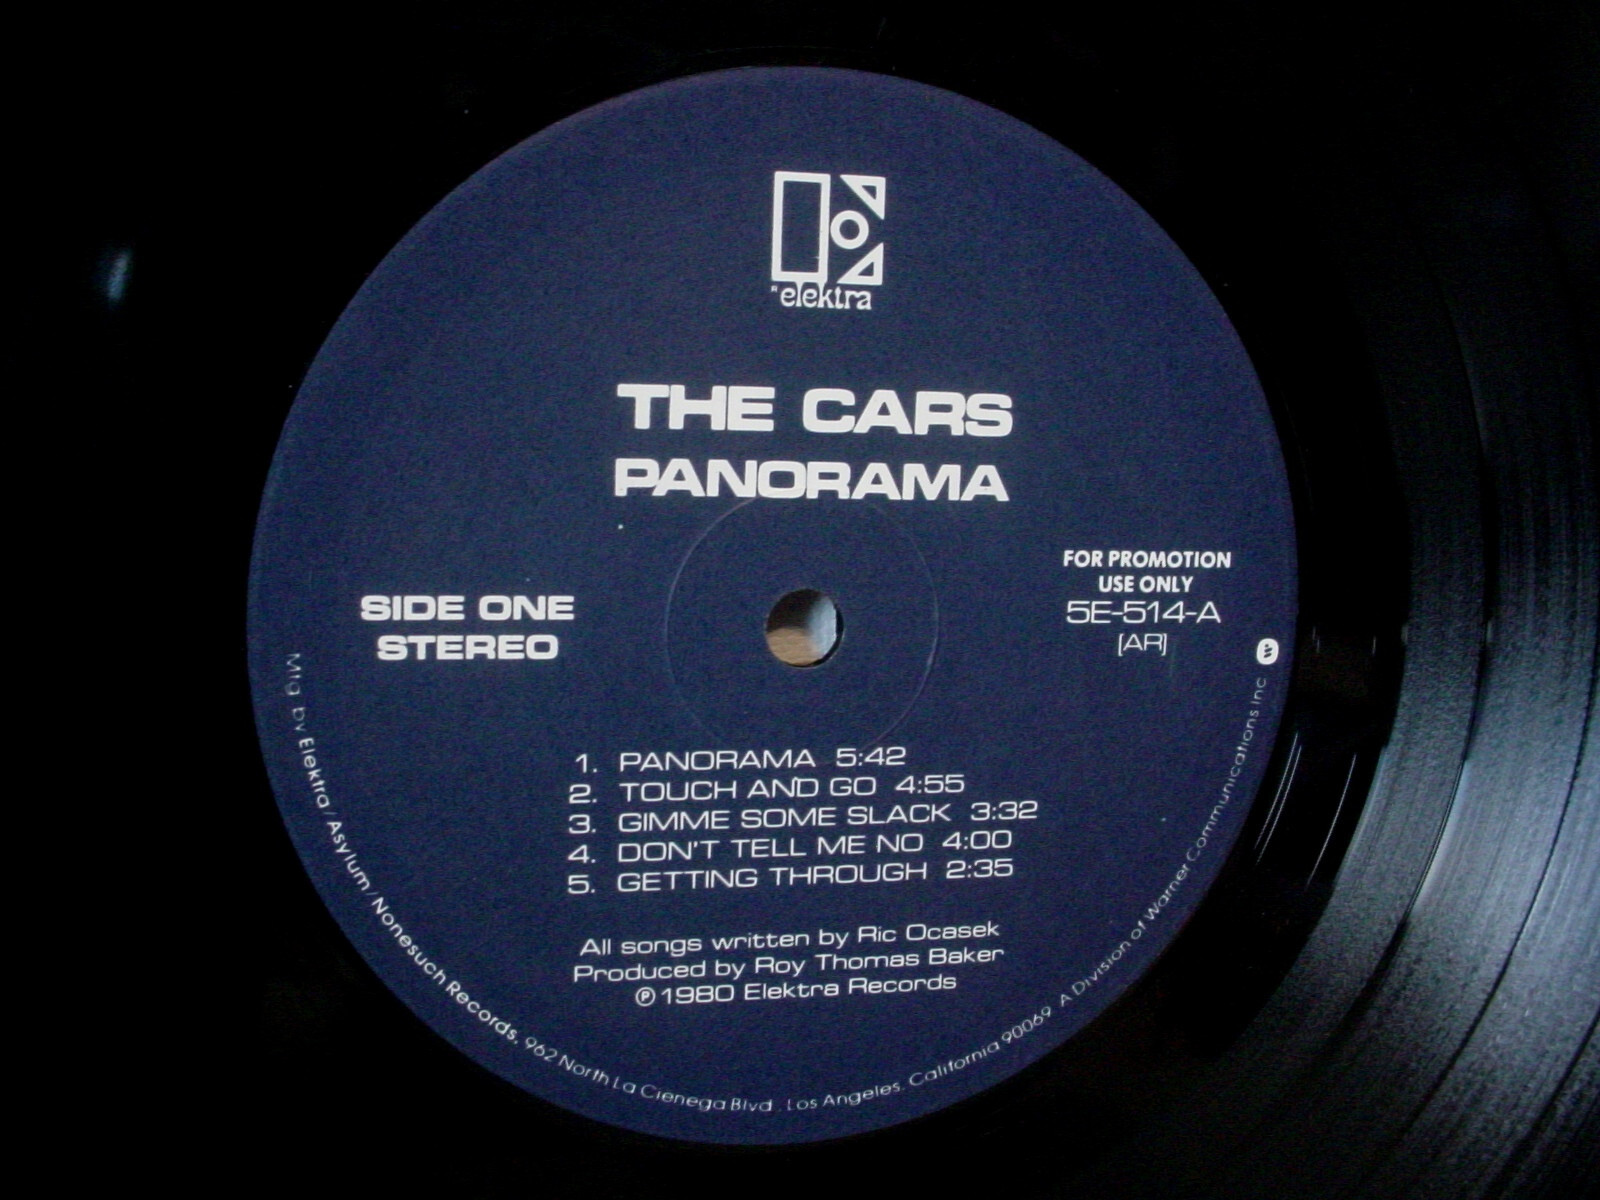 elektra
THE CARS
PANORAMA
FOR PROMOTION
USE ONLY
5E-514-A
[AR]
SIDE ONE
STEREO
1. PANORAMA 5:42
2. TOUCH AND GO 4:55
3. GIMME SOME SLACK 3:32
4. DON'T TELL ME NO 4:00
5. GETTING THROUGH 2:35
All songs written by Ric Ocasek
Produced by Roy Thomas Baker
℗ 1980 Elektra Records
Mfg. by Elektra / Asylum / Nonesuch Records, 962 North La Cienega Blvd., Los Angeles, California 90069 A Division of Warner Communications Inc